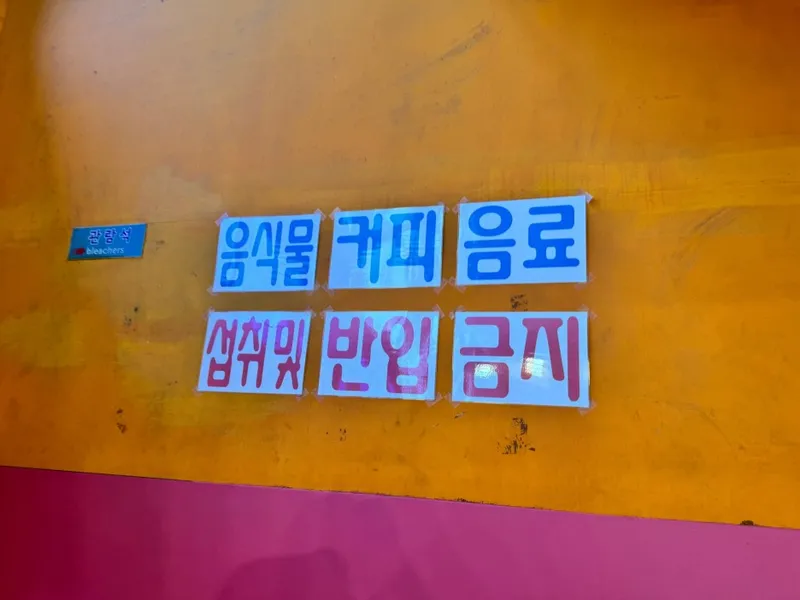 관람석
bleachers
음식물 커피 음료
섭취및 반입 금지